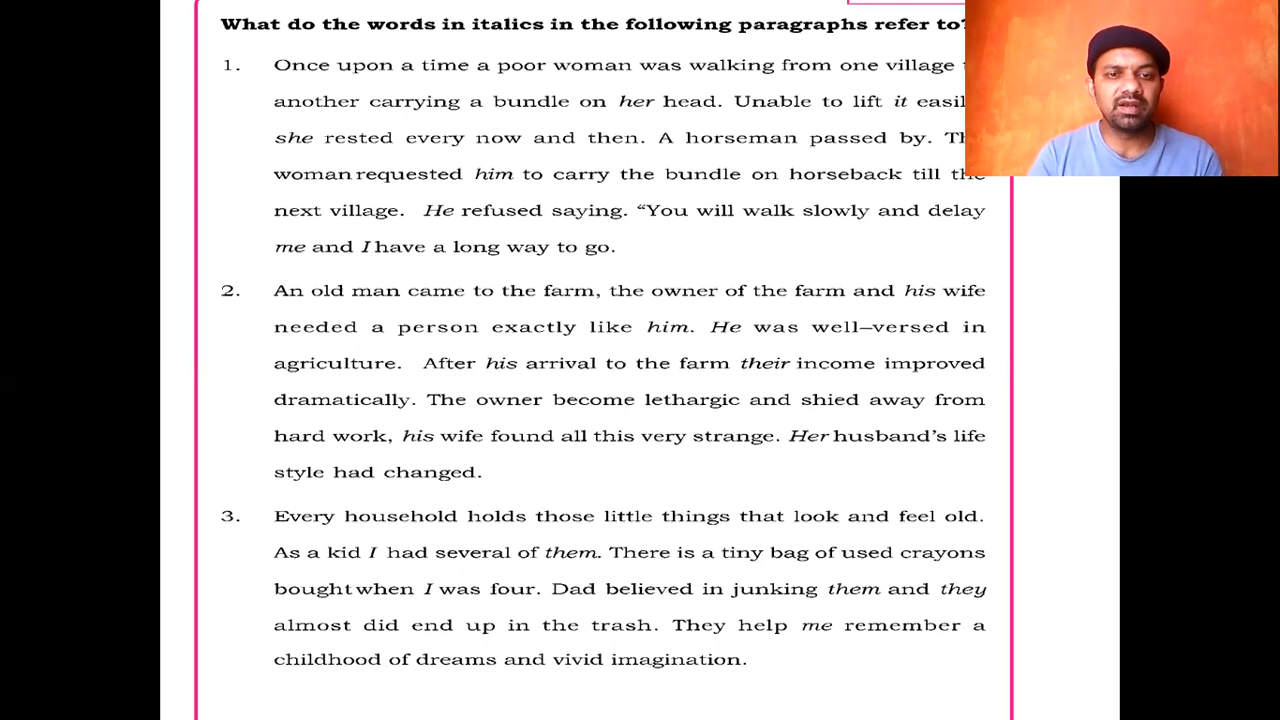 What do the words in italics in the following paragraphs refer to?
1. Once upon a time a poor woman was walking from one village
another carrying a bundle on her head. Unable to lift it
she rested every now and then. A horseman passed by.
woman requested him to carry the bundle on horseback till the
next village. He refused saying. “You will walk slowly and delay
me and I have a long way to go.
2. An old man came to the farm, the owner of the farm and his wife
needed a person exactly like him. He was well–versed in
agriculture. After his arrival to the farm their income improved
dramatically. The owner become lethargic and shied away from
hard work, his wife found all this very strange. Her husband’s life
style had changed.
3. Every household holds those little things that look and feel old.
As a kid I had several of them. There is a tiny bag of used crayons
bought when I was four. Dad believed in junking them and they
almost did end up in the trash. They help me remember a
childhood of dreams and vivid imagination.